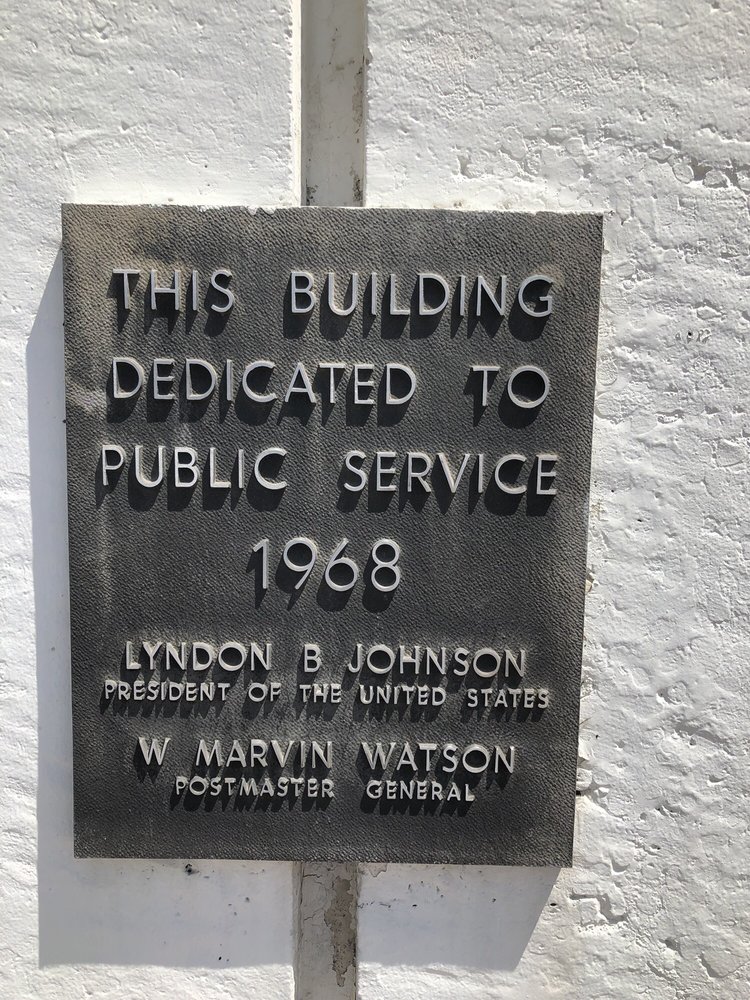 THIS BUILDING
DEDICATED TO
PUBLIC SERVICE
1968
LYNDON B JOHNSON
PRESIDENT OF THE UNITED STATES
W MARVIN WATSON
POSTMASTER GENERAL